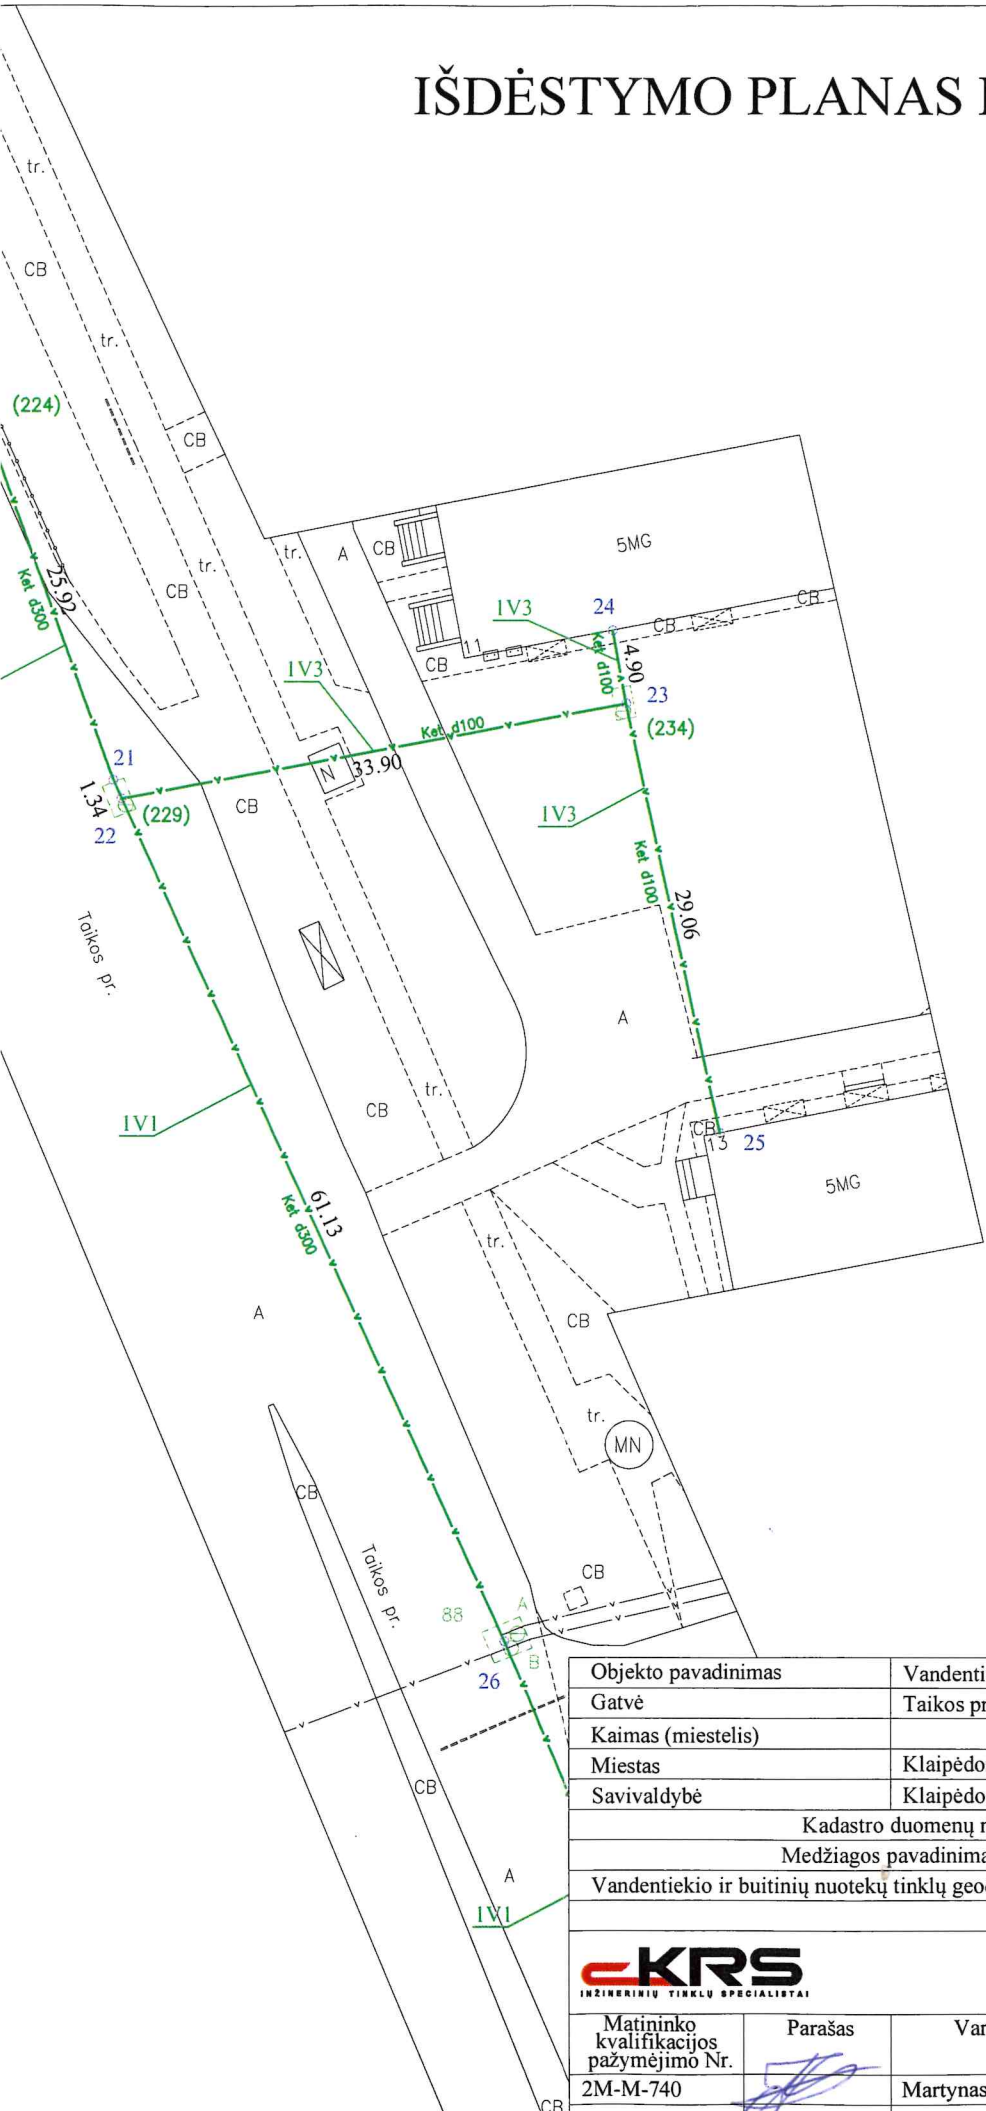 IŠDĖSTYMO PLANAS
tr.
CB
tr.
(224)
CB
5MG
tr.
A
CB
tr.
25.92
Ket d300
CB
24
1V3
CB
CB
11
Ket d100
4.90
CB
1V3
23
Ket d100
(234)
21
N
33.90
1.34
(229)
CB
1V3
22
Ket d100
29.06
Taikos pr.
A
CB
tr.
1V1
CB
13
25
5MG
61.13
Ket d300
tr.
A
CB
tr.
MN
CB
Taikos pr.
CB
88
A
B
26
CB
A
1V1
CB
Objekto pavadinimas Vandenti
Gatvė Taikos pr
Kaimas (miestelis)
Miestas Klaipėdo
Savivaldybė Klaipėdo
Kadastro duomenų
Medžiagos pavadinima
Vandentiekio ir buitinių nuotekų tinklų geo
KRS
INŽINERINIŲ TINKLŲ SPECIALISTAI
Matininko
kvalifikacijos
pažymėjimo Nr.
Parašas
Var
2M-M-740 Martynas